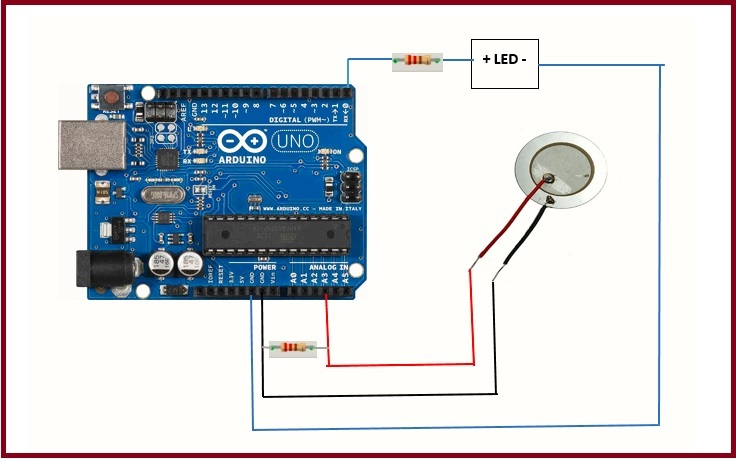 + LED -
RESET
AREF
GND
13
12
~11
~10
~9
8
7
~6
~5
4
~3
2
TX→1
RX←0
DIGITAL (PWM~)
TX
RX
UNO
ARDUINO
ON
ICSP
WWW.ARDUINO.CC - MADE IN ITALY
IOREF
RESET
3.3V
5V
GND
GND
Vin
POWER
ANALOG IN
A0
A1
A2
A3
A4
A5